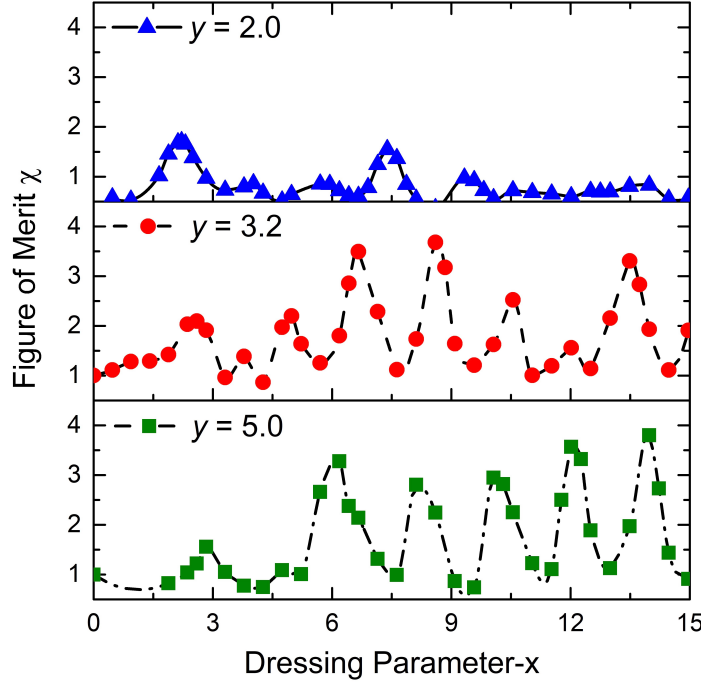 4
y = 2.0
3
2
1
4
y = 3.2
3
2
1
4
y = 5.0
3
2
1
0 3 6 9 12 15
Figure of Merit χ
Dressing Parameter-x